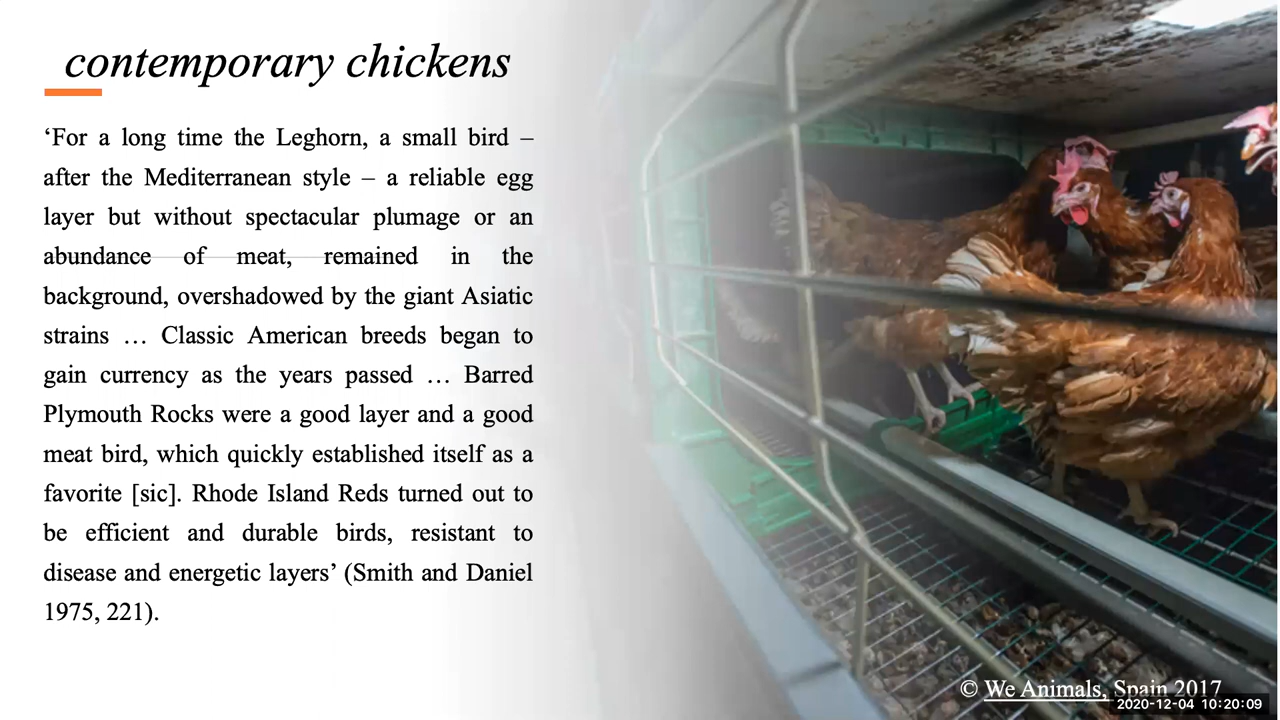 contemporary chickens
‘For a long time the Leghorn, a small bird –
after the Mediterranean style – a reliable egg
layer but without spectacular plumage or an
abundance of meat, remained in the
background, overshadowed by the giant Asiatic
strains … Classic American breeds began to
gain currency as the years passed … Barred
Plymouth Rocks were a good layer and a good
meat bird, which quickly established itself as a
favorite [sic]. Rhode Island Reds turned out to
be efficient and durable birds, resistant to
disease and energetic layers’ (Smith and Daniel
1975, 221).
© We Animals, Spain 2017
2020-12-04 10:20:09